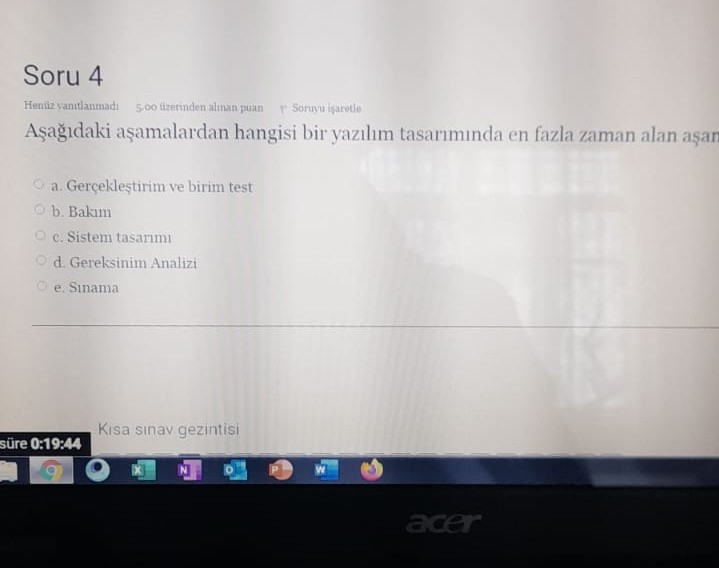 Soru 4
Henüz yanıtlanmadı 5,00 üzerinden alınan puan Soruyu işaretle
Aşağıdaki aşamalardan hangisi bir yazılım tasarımında en fazla zaman alan
a. Gerçekleştirim ve birim test
b. Bakım
c. Sistem tasarımı
d. Gereksinim Analizi
e. Sınama
Kısa sınav gezintisi
süre 0:19:44
X N O P W
acer